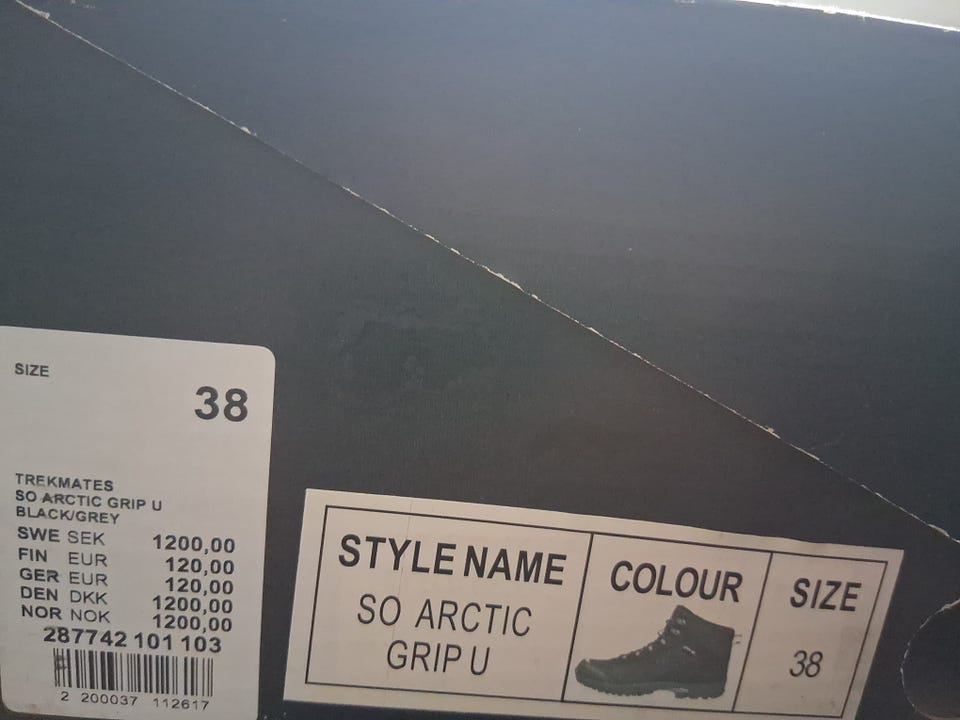 SIZE
38
TREKMATES
SO ARCTIC GRIP U
BLACK/GREY
SWE SEK 1200,00
FIN EUR 120,00
GER EUR 120,00
DEN DKK 1200,00
NOR NOK 1200,00
287742 101 103
2 200037 112617
STYLE NAME
SO ARCTIC
GRIP U
COLOUR
SIZE
38